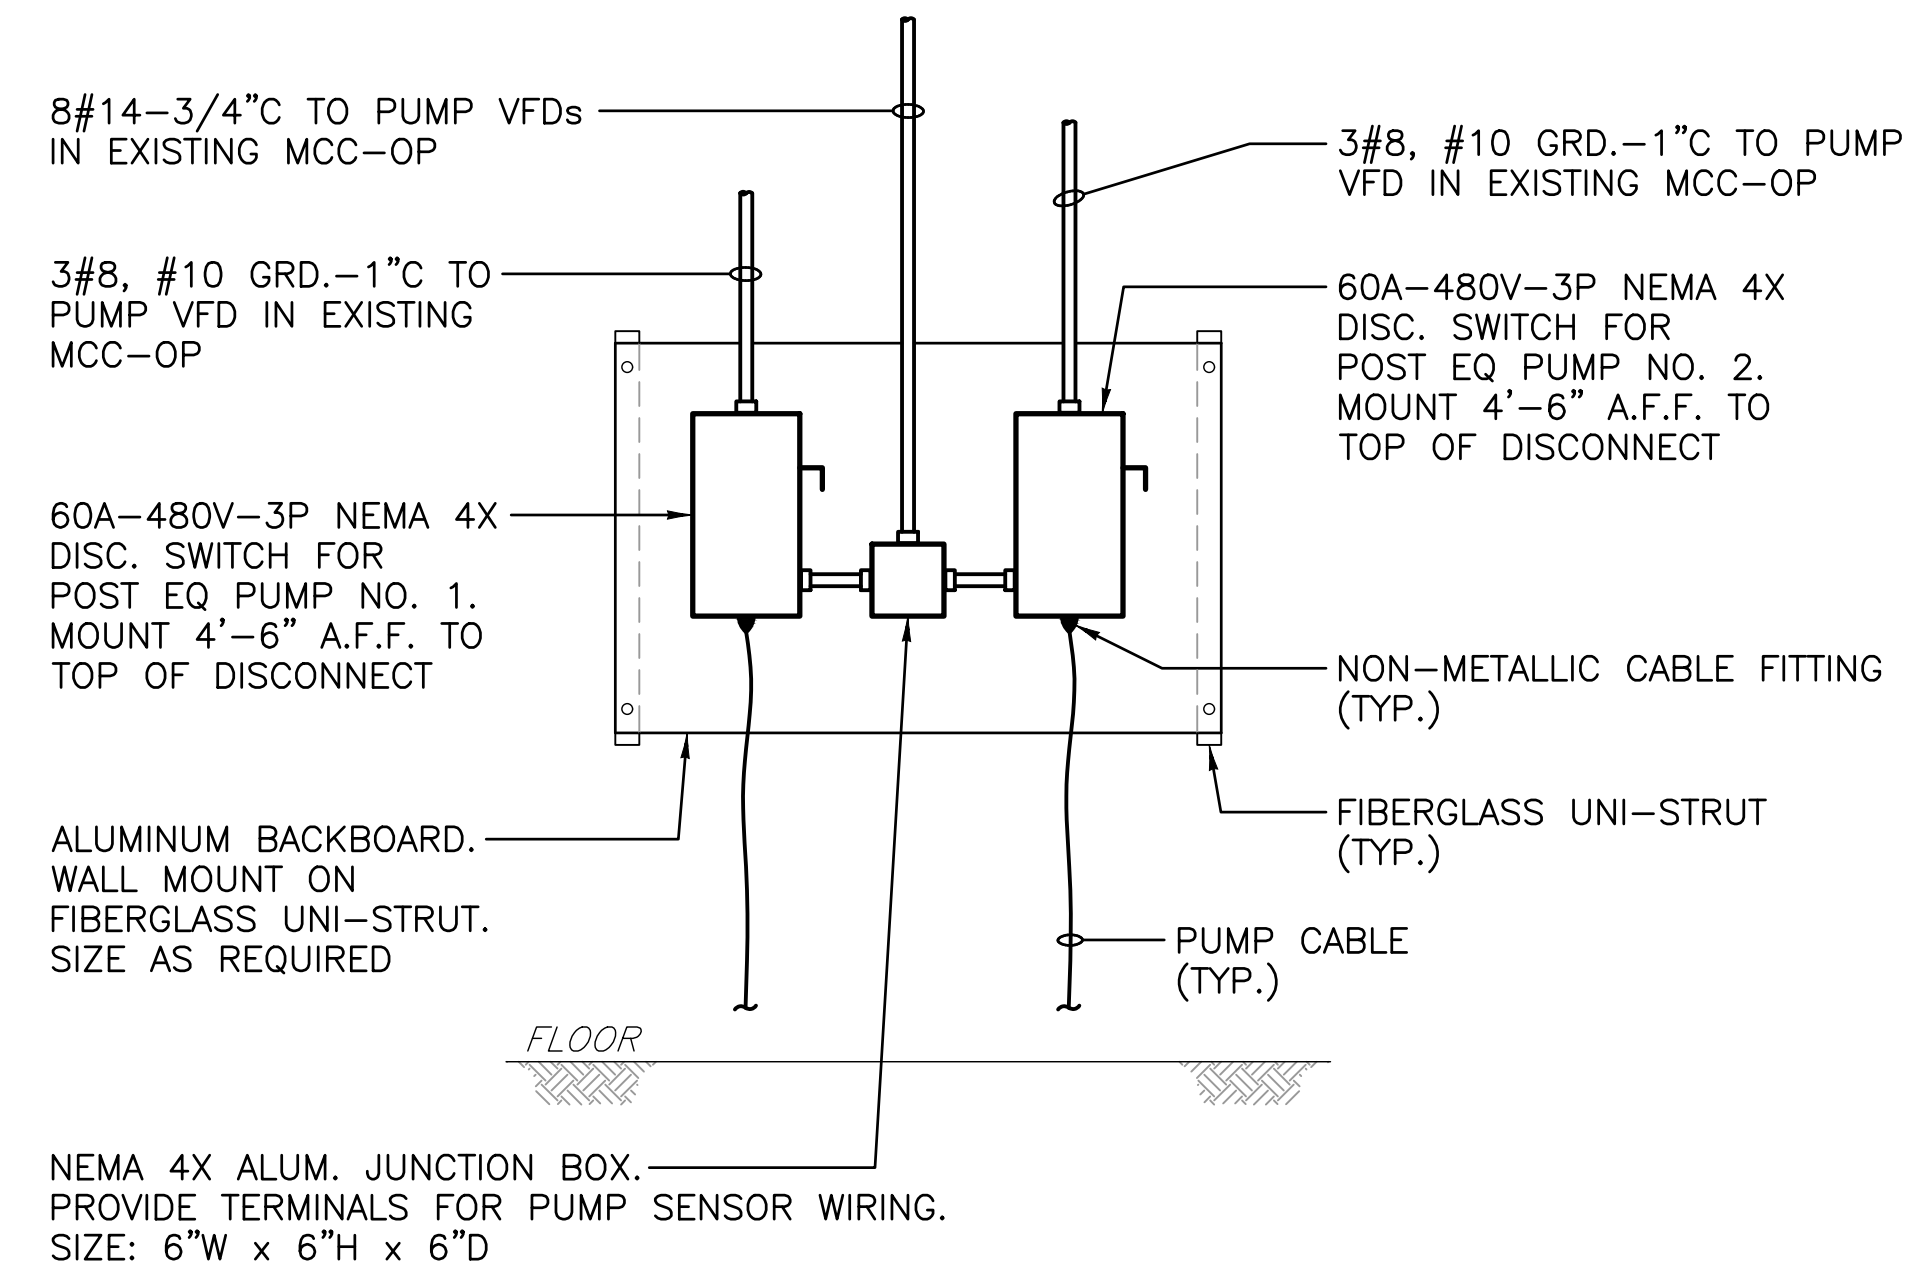 8#14-3/4"C TO PUMP VFDs
IN EXISTING MCC-OP
3#8, #10 GRD.-1"C TO
PUMP VFD IN EXISTING
MCC-OP
60A-480V-3P NEMA 4X
DISC. SWITCH FOR
POST EQ PUMP NO. 1.
MOUNT 4'-6" A.F.F. TO
TOP OF DISCONNECT
ALUMINUM BACKBOARD.
WALL MOUNT ON
FIBERGLASS UNI-STRUT.
SIZE AS REQUIRED
3#8, #10 GRD.-1"C TO PUMP
VFD IN EXISTING MCC-OP
60A-480V-3P NEMA 4X
DISC. SWITCH FOR
POST EQ PUMP NO. 2.
MOUNT 4'-6" A.F.F. TO
TOP OF DISCONNECT
NON-METALLIC CABLE FITTING
(TYP.)
FIBERGLASS UNI-STRUT
(TYP.)
PUMP CABLE
(TYP.)
FLOOR
NEMA 4X ALUM. JUNCTION BOX.
PROVIDE TERMINALS FOR PUMP SENSOR WIRING.
SIZE: 6"W x 6"H x 6"D